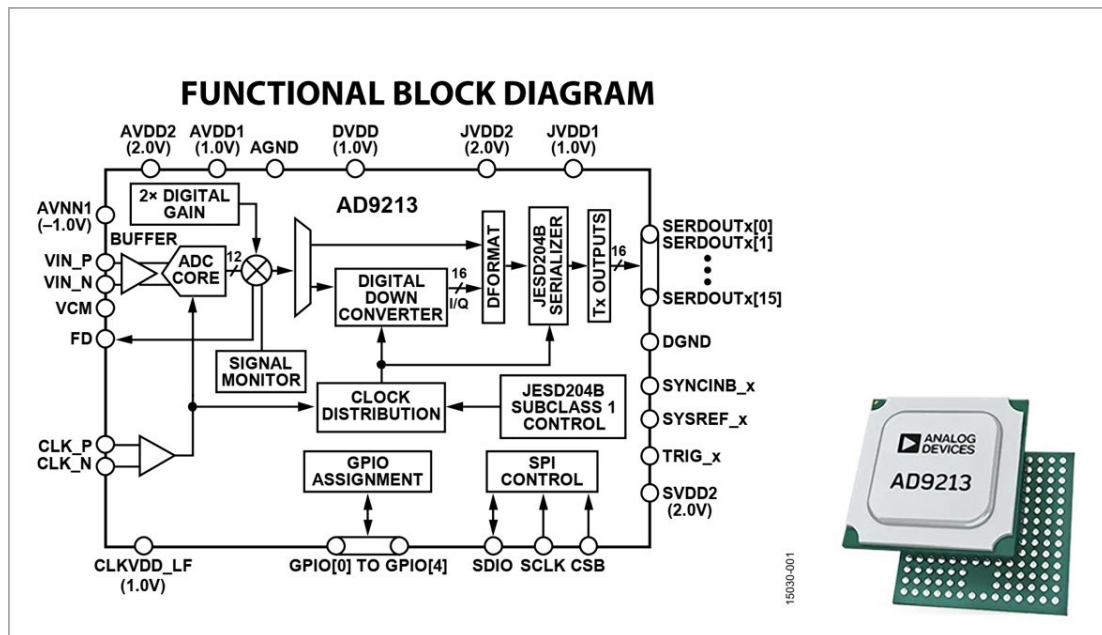 FUNCTIONAL BLOCK DIAGRAM
AVDD2
(2.0V)
AVDD1
(1.0V)
AGND
DVDD
(1.0V)
JVDD2
(2.0V)
JVDD1
(1.0V)
AVNN1
(–1.0V)
2× DIGITAL
GAIN
AD9213
BUFFER
VIN_P
VIN_N
ADC
CORE
12
VCM
FD
SIGNAL
MONITOR
DIGITAL
DOWN
CONVERTER
16
I/Q
DFORMAT
JESD204B
SERIALIZER
Tx OUTPUTS
16
SERDOUTx[0]
SERDOUTx[1]
SERDOUTx[15]
DGND
SYNCINB_x
SYSREF_x
TRIG_x
SVDD2
(2.0V)
CLOCK
DISTRIBUTION
JESD204B
SUBCLASS 1
CONTROL
CLK_P
CLK_N
GPIO
ASSIGNMENT
SPI
CONTROL
CLKVDD_LF
(1.0V)
GPIO[0] TO GPIO[4]
SDIO
SCLK
CSB
15030-001
ANALOG
DEVICES
AD9213